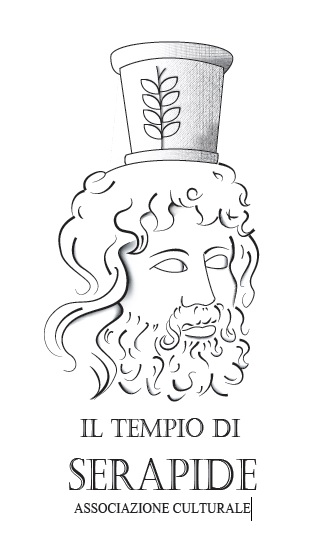 IL TEMPIO DI
SERAPIDE
ASSOCIAZIONE CULTURALE